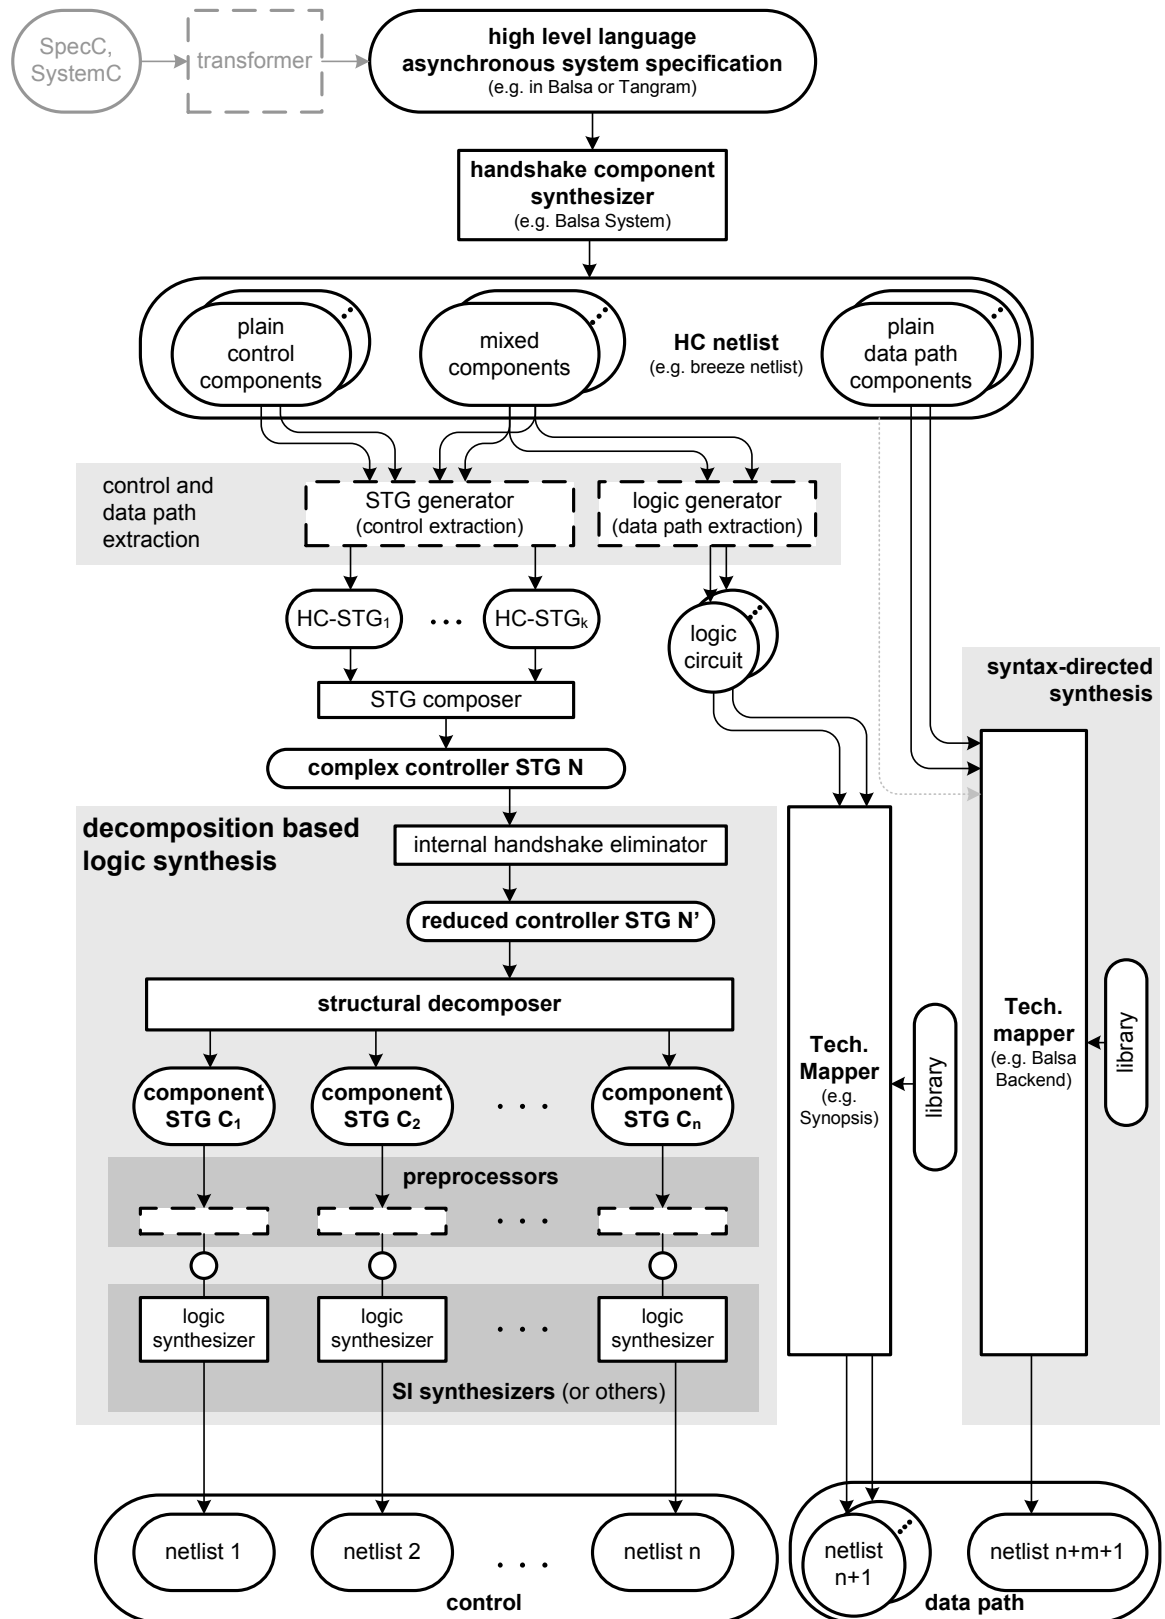 SpecC,
SystemC
transformer
high level language
asynchronous system specification
(e.g. in Balsa or Tangram)
handshake component
synthesizer
(e.g. Balsa System)
plain
control
components
mixed
components
HC netlist
(e.g. breeze netlist)
plain
data path
components
control and
data path
extraction
STG generator
(control extraction)
logic generator
(data path extraction)
HC-STG1
. . .
HC-STGk
logic
circuit
STG composer
syntax-directed
synthesis
complex controller STG N
decomposition based
logic synthesis
internal handshake eliminator
reduced controller STG N’
structural decomposer
Tech.
Mapper
(e.g.
Synopsis)
library
Tech.
mapper
(e.g. Balsa
Backend)
library
component
STG C1
component
STG C2
. . .
component
STG Cn
preprocessors
. . .
logic
synthesizer
logic
synthesizer
. . .
logic
synthesizer
SI synthesizers (or others)
netlist 1
netlist 2
. . .
netlist n
control
netlist
n+1
netlist n+m+1
data path